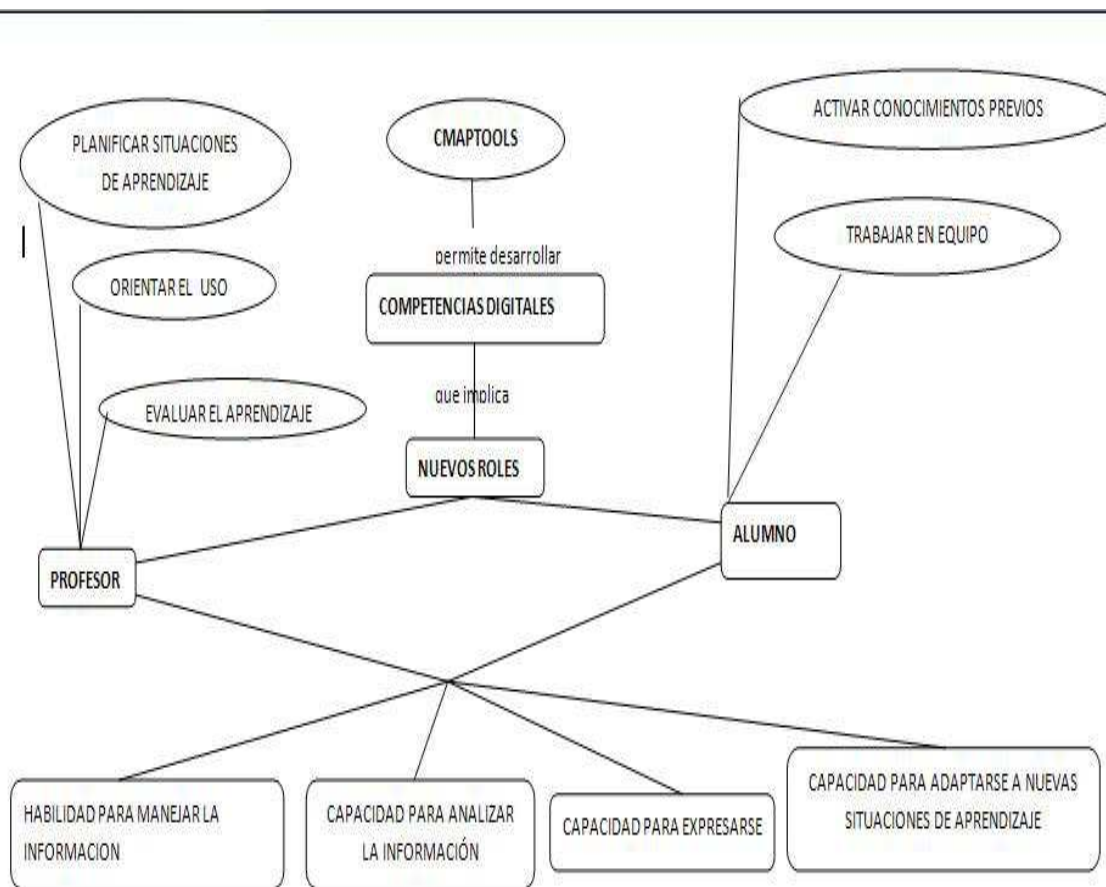 PLANIFICAR SITUACIONES
DE APRENDIZAJE
CMAPTOOLS
ACTIVAR CONOCIMIENTOS PREVIOS
TRABAJAR EN EQUIPO
permite desarrollar
ORIENTAR EL USO
COMPETENCIAS DIGITALES
que implica
EVALUAR EL APRENDIZAJE
NUEVOS ROLES
ALUMNO
PROFESOR
HABILIDAD PARA MANEJAR LA
INFORMACION
CAPACIDAD PARA ANALIZAR
LA INFORMACIÓN
CAPACIDAD PARA EXPRESARSE
CAPACIDAD PARA ADAPTARSE A NUEVAS
SITUACIONES DE APRENDIZAJE